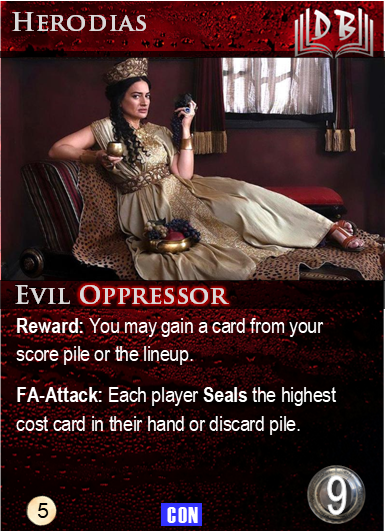 Herodias
DB
Evil Oppressor
Reward: You may gain a card from your
score pile or the lineup.
FA-Attack: Each player Seals the highest
cost card in their hand or discard pile.
5
CON
9